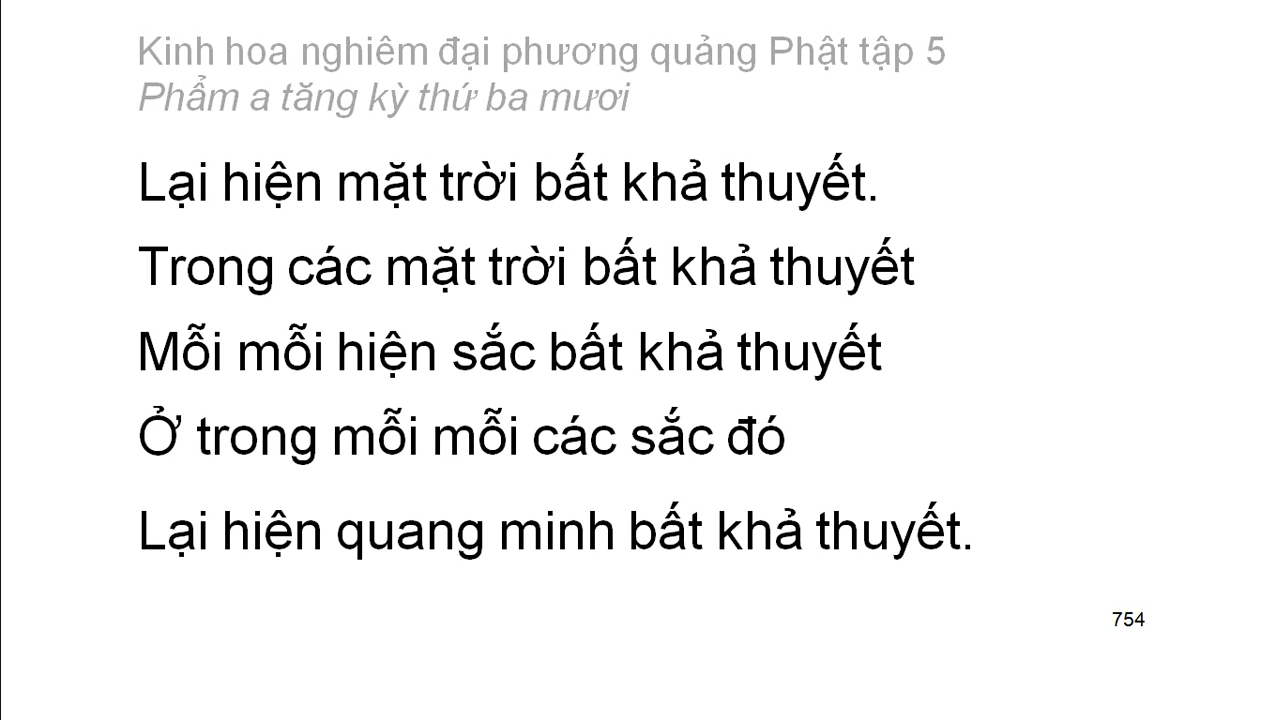 Kinh hoa nghiêm đại phương quảng Phật tập 5
Phẩm a tăng kỳ thứ ba mươi
Lại hiện mặt trời bất khả thuyết.
Trong các mặt trời bất khả thuyết
Mỗi mỗi hiện sắc bất khả thuyết
Ở trong mỗi mỗi các sắc đó
Lại hiện quang minh bất khả thuyết.
754